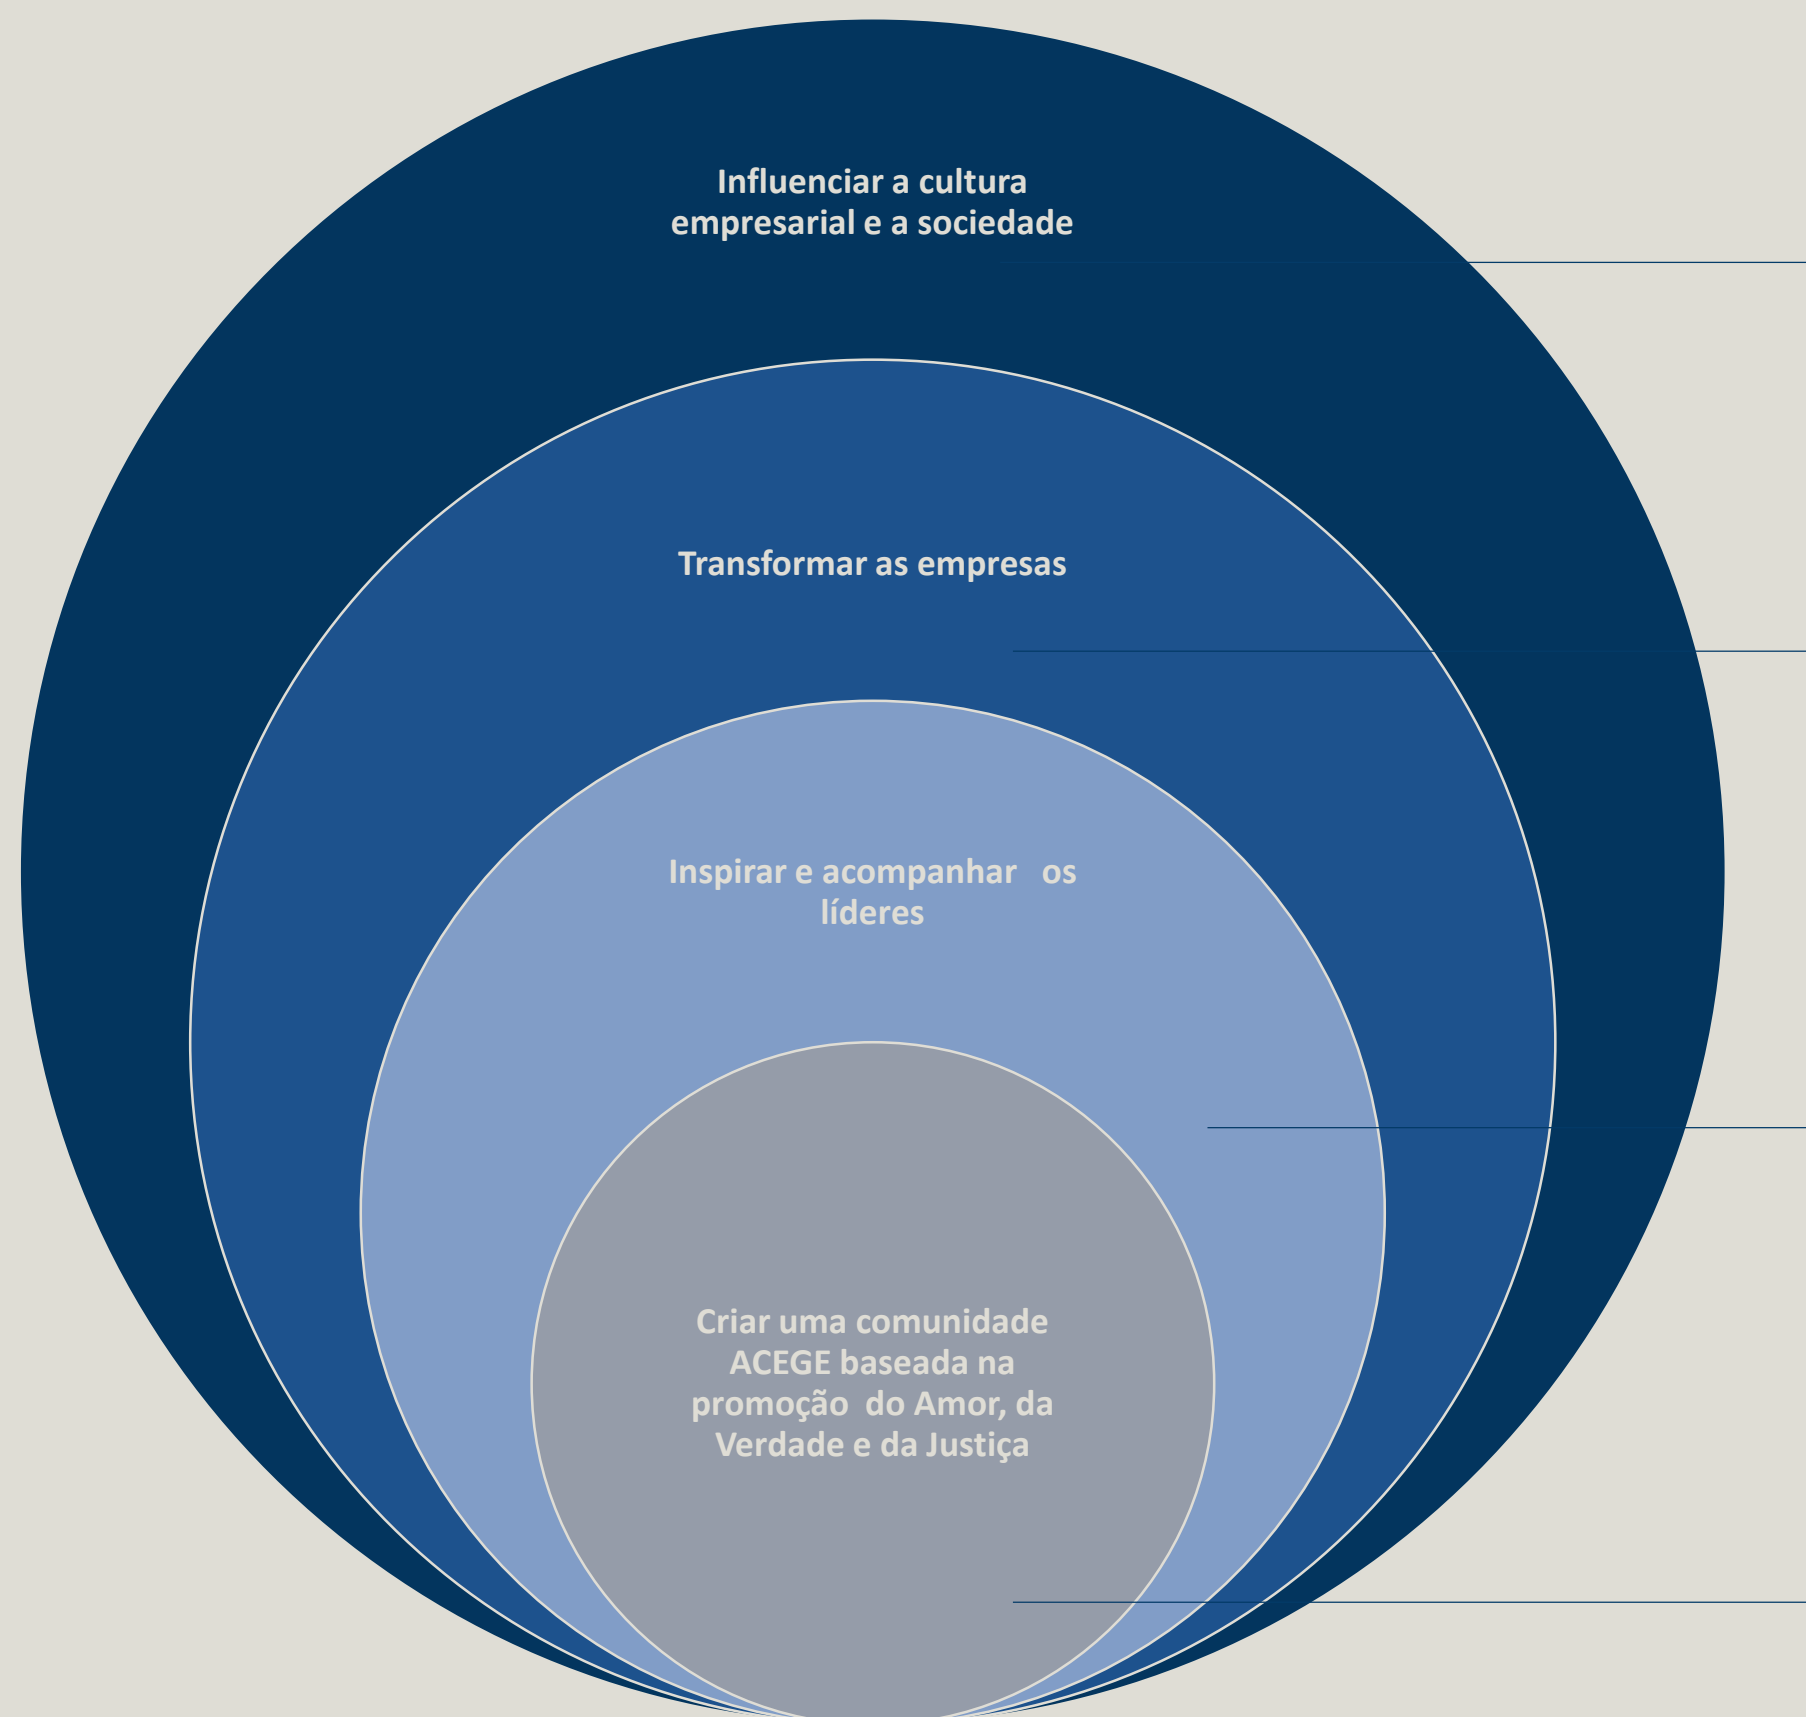 Influenciar a cultura
empresarial e a sociedade
Transformar as empresas
Inspirar e acompanhar   os
líderes
Criar uma comunidade
ACEGE baseada na
promoção  do Amor, da
Verdade e da Justiça